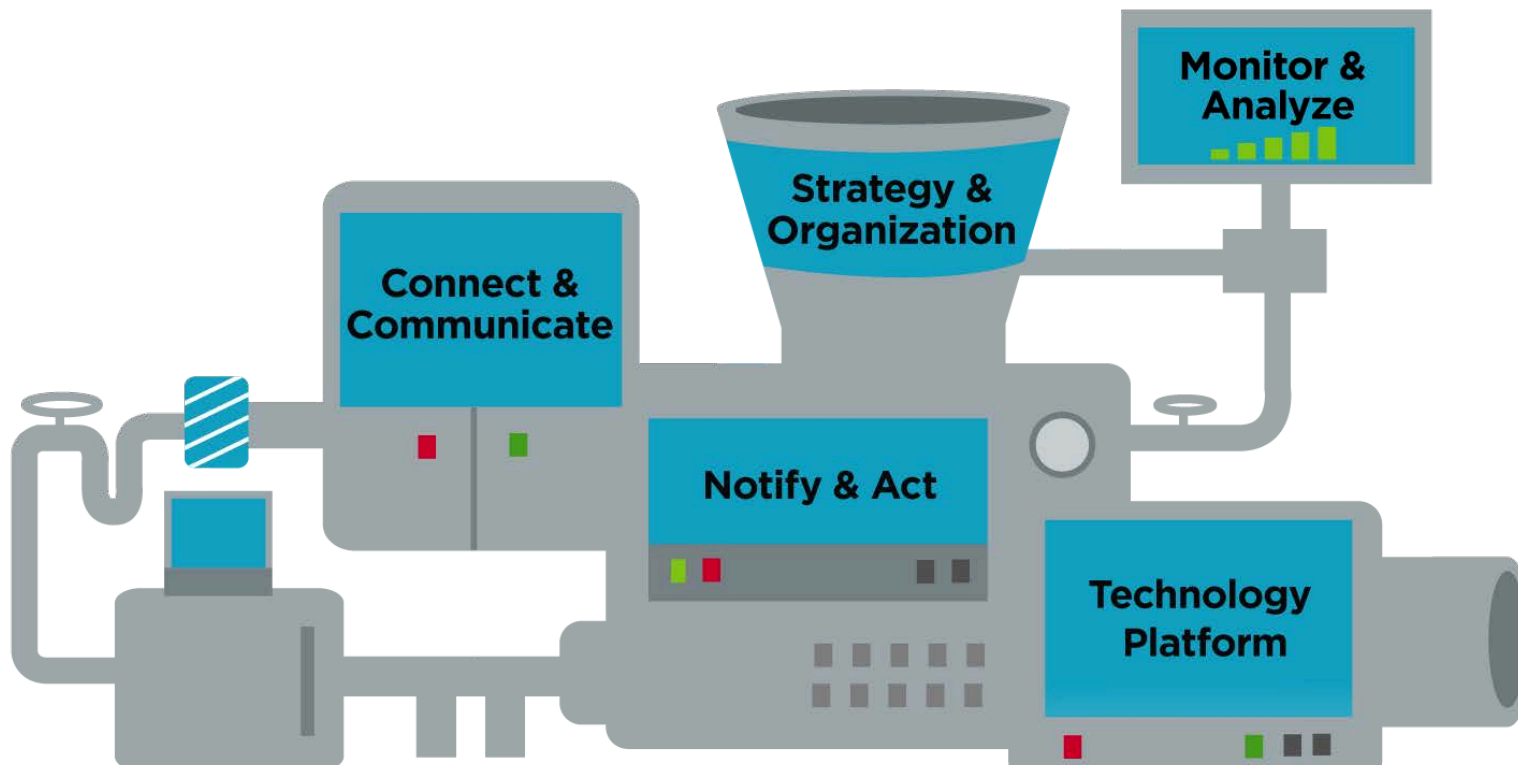 Monitor &
Analyze
Strategy &
Organization
Connect &
Communicate
Notify & Act
Technology
Platform